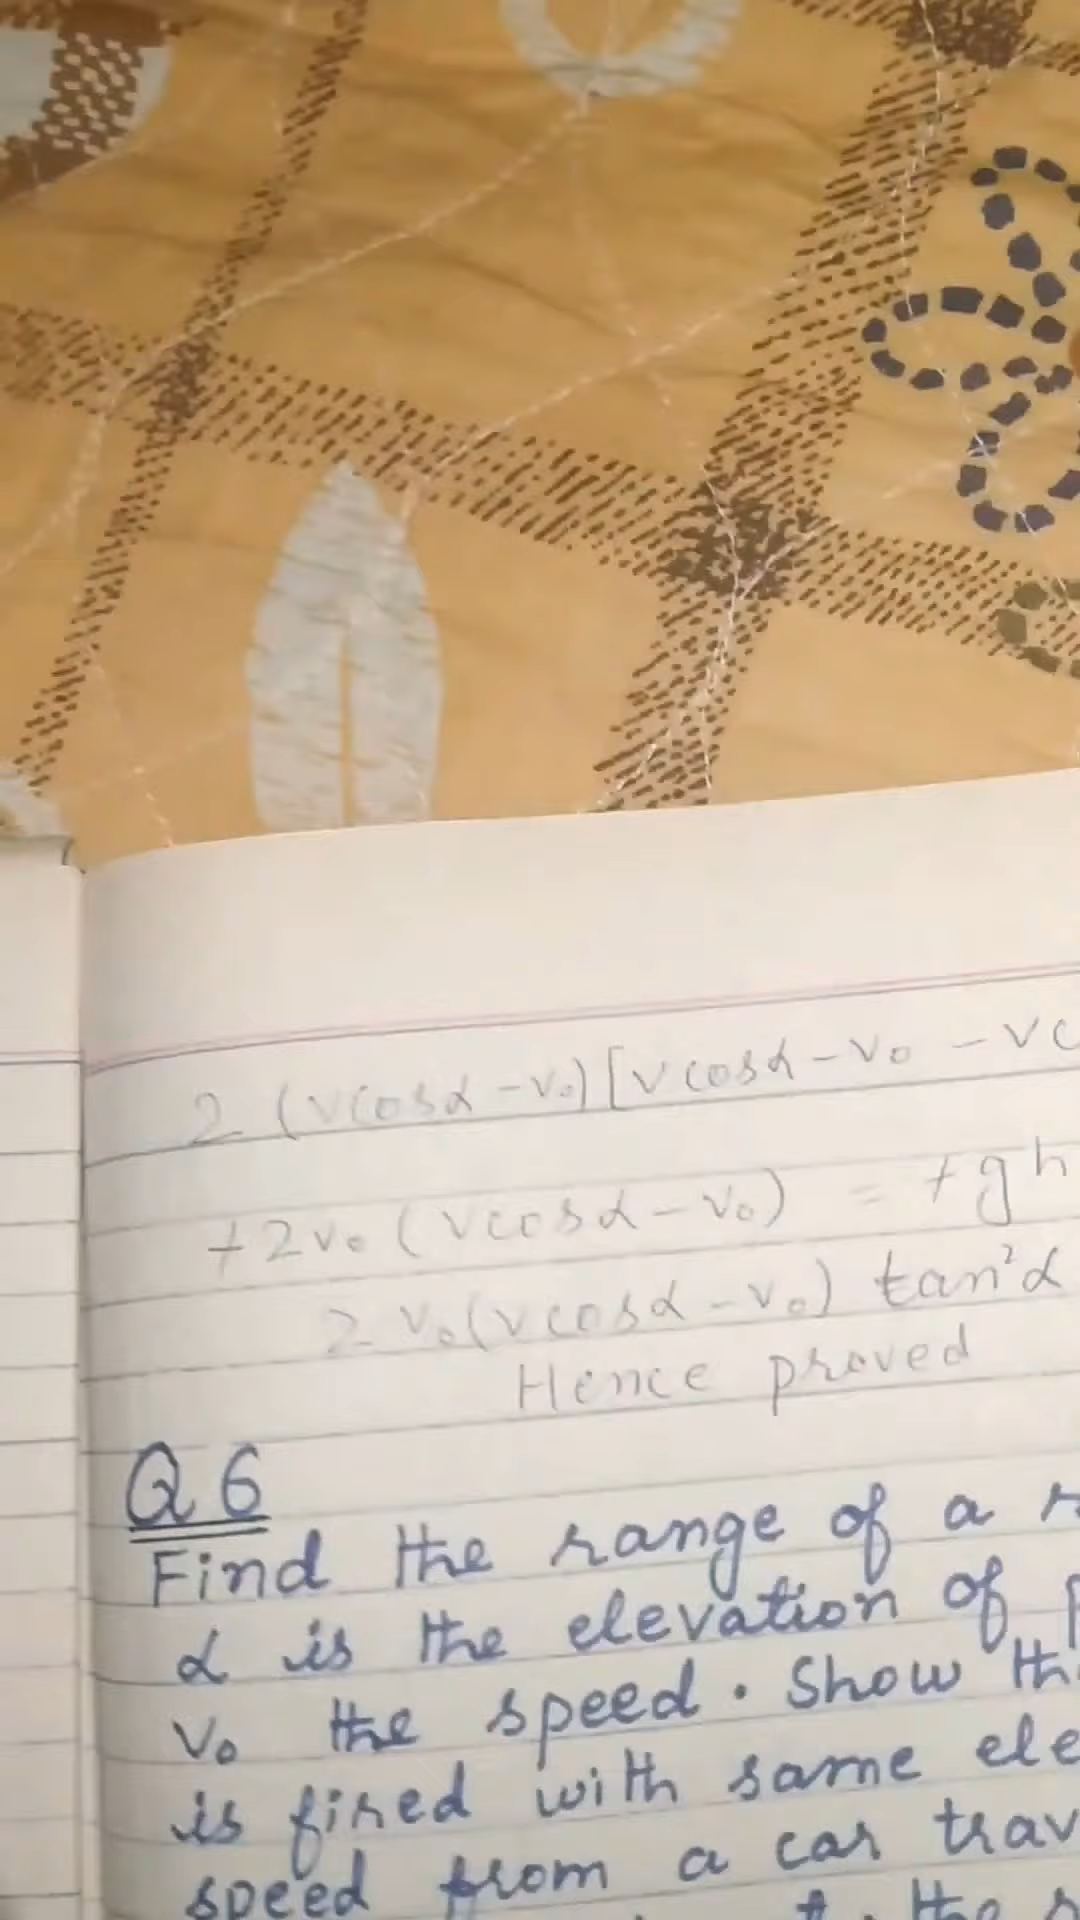 2 (vcosα - v₀) [vcosα - v₀ - vc
+2v₀ (vcosα - v₀) = +gh
2 v₀(vcosα - v₀) tan²α
Hence proved
Q 6
Find the range of a r
α is the elevation of p
v₀ the speed. Show th
is fired with same ele
speed from a car trav
the